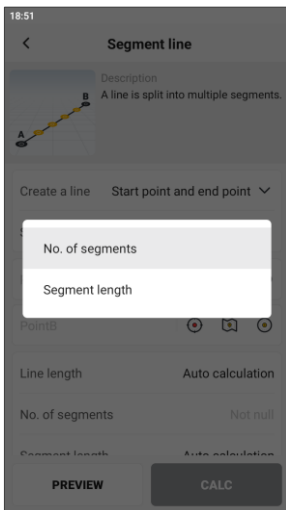 18:51
Segment line
Description
A line is split into multiple segments.
B
A
Create a line Start point and end point
No. of segments
Segment length
PointB
Line length Auto calculation
No. of segments Not null
Segment length Auto calculation
PREVIEW CALC